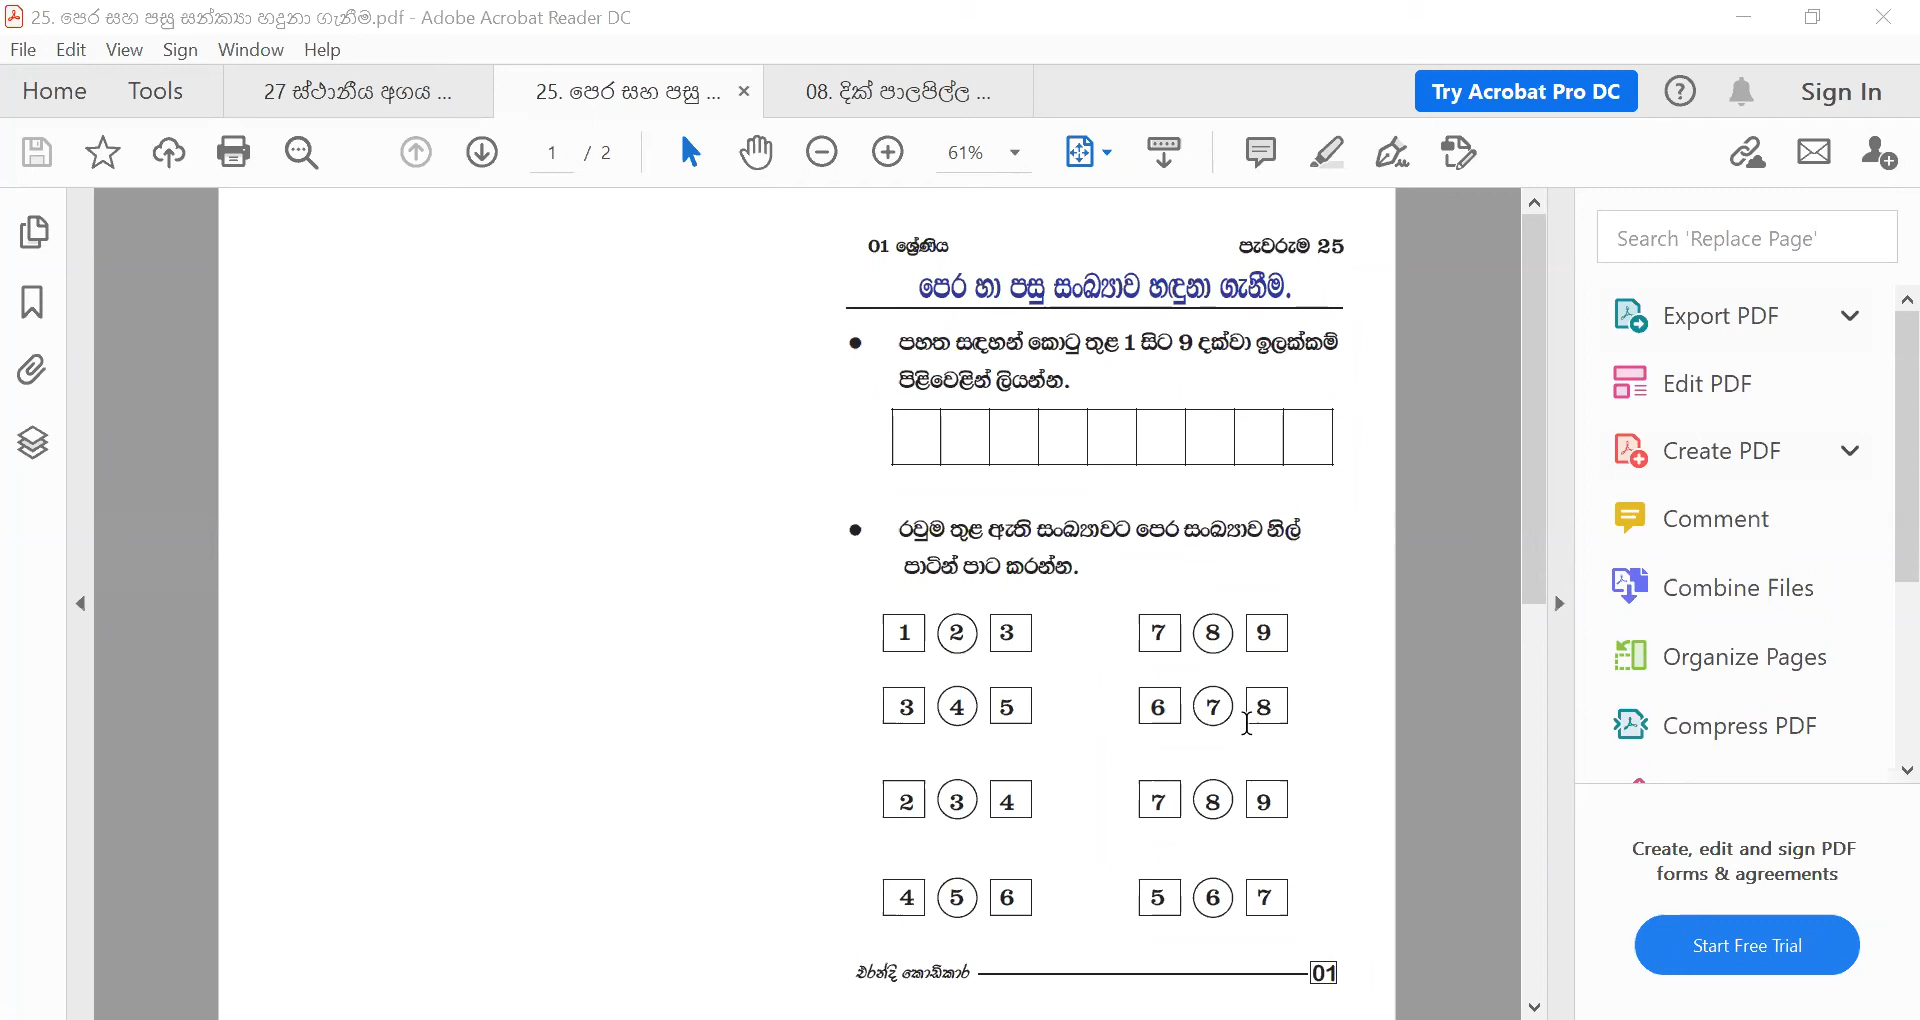 25. පෙර සහ පසු සන්ක්‍යා හදුනා ගැනීම.pdf - Adobe Acrobat Reader DC
File Edit View Sign Window Help
Home Tools 27 ස්ථානීය අගය ... 25. පෙර සහ පසු ... 08. දික් පාලපිල්ල ... Try Acrobat Pro DC Sign In
1 / 2 61%
Search 'Replace Page'
Export PDF
Edit PDF
Create PDF
Comment
Combine Files
Organize Pages
Compress PDF
Create, edit and sign PDF
forms & agreements
Start Free Trial
01 ශ්‍රේණිය පැවරුම 25
පෙර හා පසු සංඛ්‍යාව හඳුනා ගැනීම.
● පහත සඳහන් කොටු තුළ 1 සිට 9 දක්වා ඉලක්කම්
පිළිවෙළින් ලියන්න.
● රවුම තුළ ඇති සංඛ්‍යාවට පෙර සංඛ්‍යාව නිල්
පාටින් පාට කරන්න.
1 2 3 7 8 9
3 4 5 6 7 8
2 3 4 7 8 9
4 5 6 5 6 7
එරන්දි කොඩිකාර 01